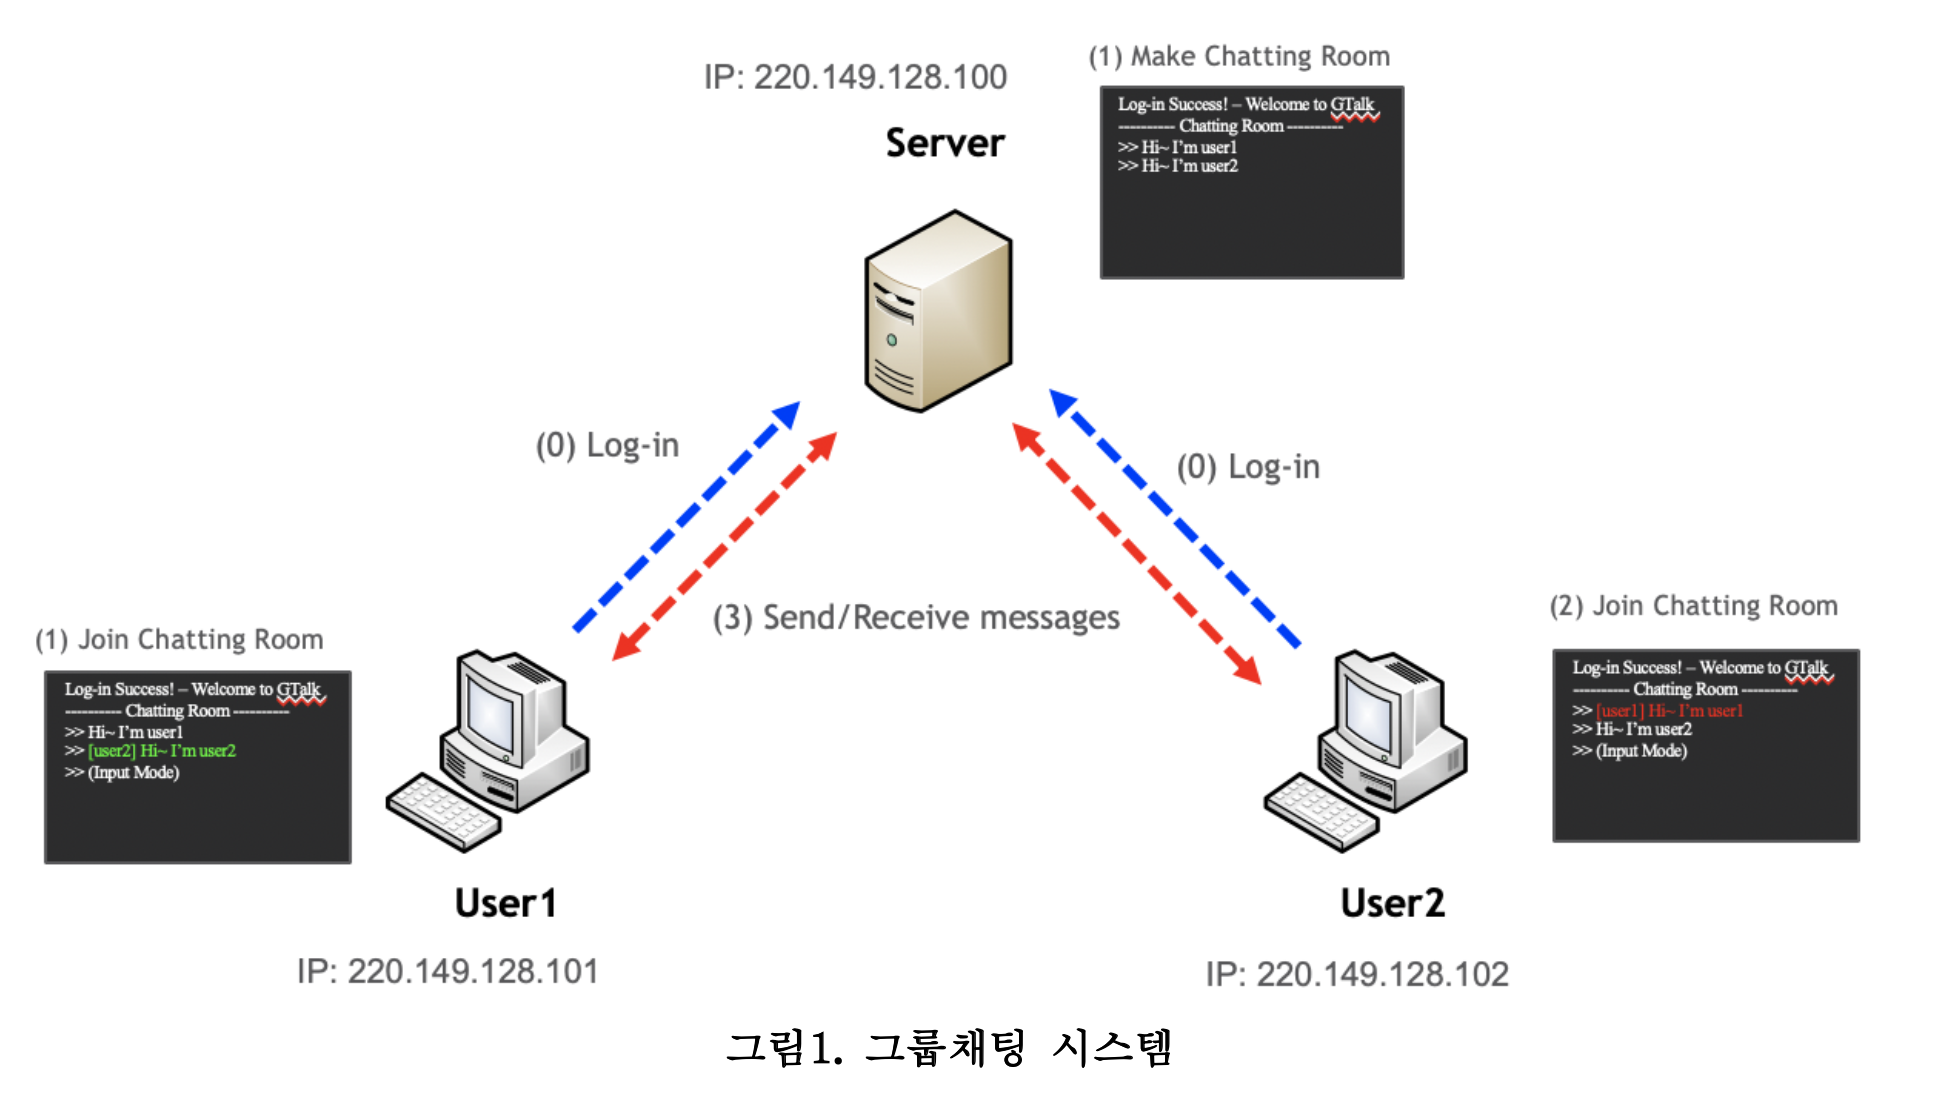 IP: 220.149.128.100
Server
(1) Make Chatting Room
Log-in Success! – Welcome to GTalk
---------- Chatting Room ----------
>> Hi~ I'm user1
>> Hi~ I'm user2
(0) Log-in
(0) Log-in
(3) Send/Receive messages
(1) Join Chatting Room
Log-in Success! – Welcome to GTalk
---------- Chatting Room ----------
>> Hi~ I'm user1
>> [user2] Hi~ I'm user2
>> (Input Mode)
User1
IP: 220.149.128.101
(2) Join Chatting Room
Log-in Success! – Welcome to GTalk
---------- Chatting Room ----------
>> [user1] Hi~ I'm user1
>> Hi~ I'm user2
>> (Input Mode)
User2
IP: 220.149.128.102
그림1. 그룹채팅 시스템